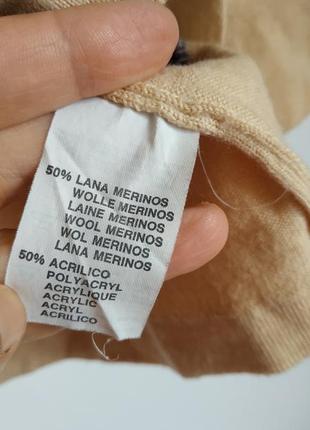 50% LANA MERINOS
WOLLE MERINOS
LAINE MERINOS
WOOL MERINOS
WOL MERINOS
LANA MERINOS
50% ACRILICO
POLYACRYL
ACRYLIQUE
ACRYLIC
ACRYL
ACRILICO